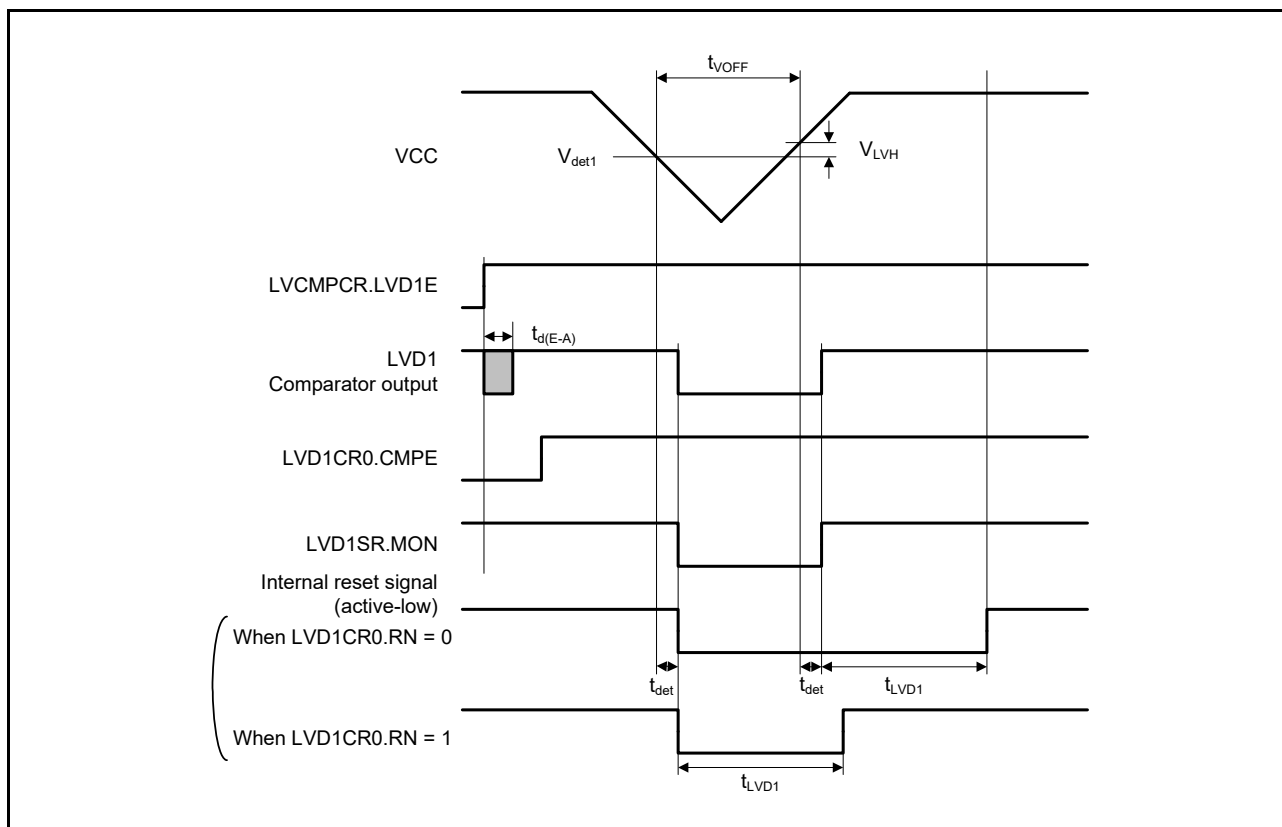 tVOFF
VCC
Vdet1
VLVH
LVCMPCR.LVD1E
td(E-A)
LVD1
Comparator output
LVD1CR0.CMPE
LVD1SR.MON
Internal reset signal
(active-low)
When LVD1CR0.RN = 0
tdet
tdet
tLVD1
When LVD1CR0.RN = 1
tLVD1